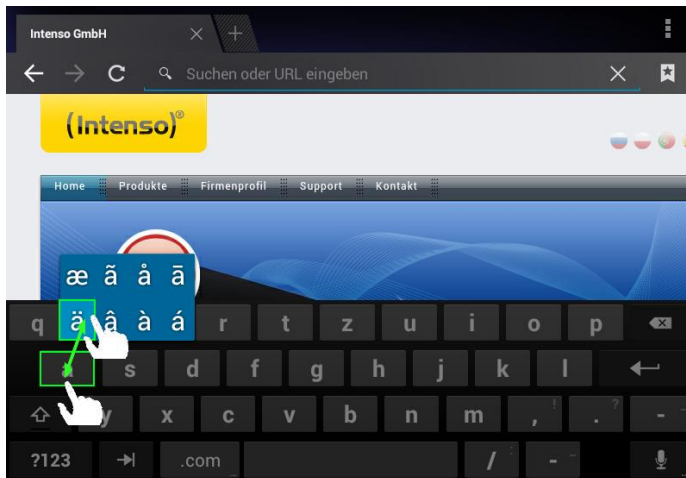 Intenso GmbH
Suchen oder URL eingeben
(Intenso)®
Home Produkte Firmenprofil Support Kontakt
æ ã å ā
ä â à á
q r t z u i o p
a s d f g h j k l
y x c v b n m , ! . ? -
?123 .com _ / : - _